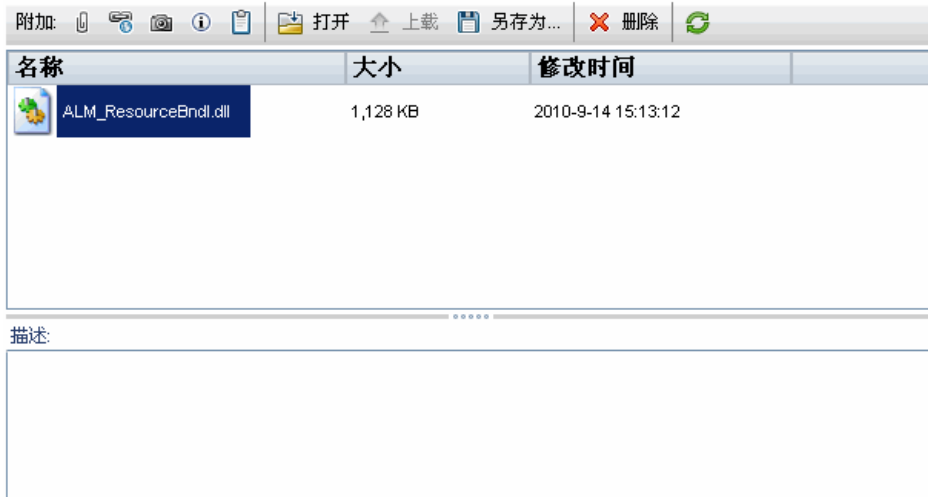 附加: 打开 上载 另存为... 删除
名称 大小 修改时间
ALM_ResourceBndl.dll 1,128 KB 2010-9-14 15:13:12
描述: